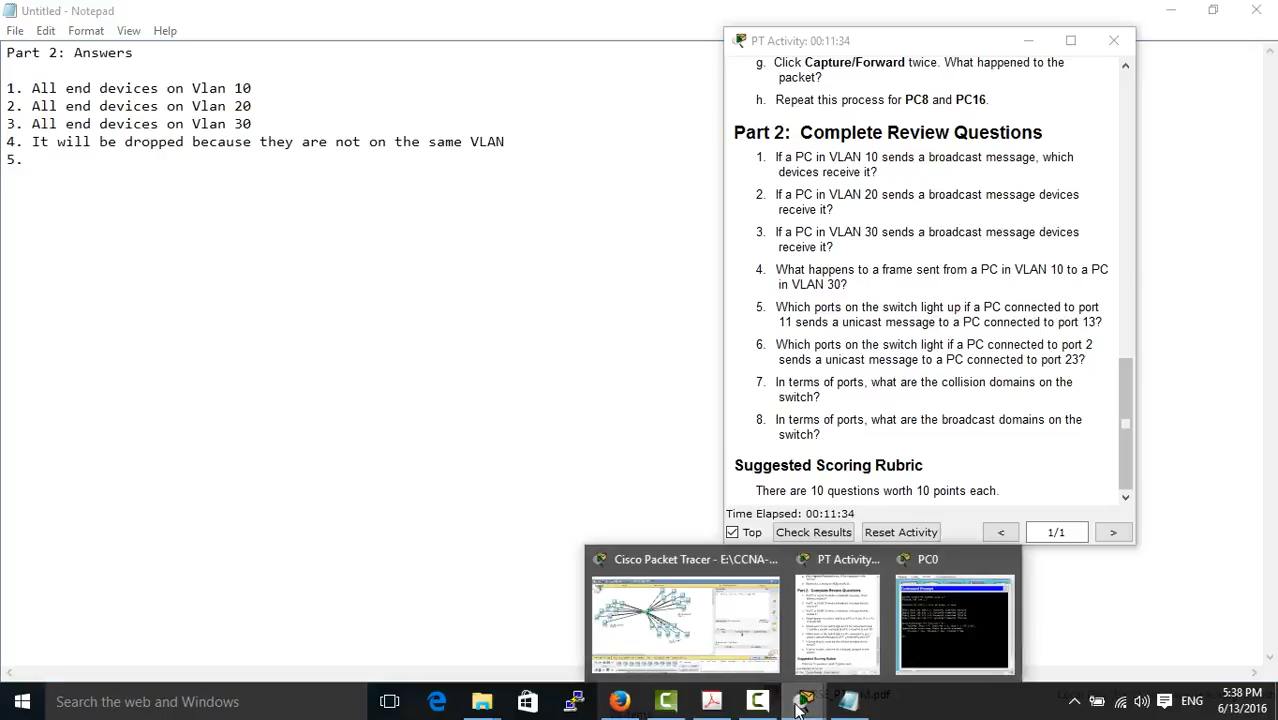 Untitled - Notepad
File Edit Format View Help
Part 2: Answers
1. All end devices on Vlan 10
2. All end devices on Vlan 20
3. All end devices on Vlan 30
4. It will be dropped because they are not on the same VLAN
5.
PT Activity: 00:11:34
g. Click Capture/Forward twice. What happened to the
packet?
h. Repeat this process for PC8 and PC16.
Part 2: Complete Review Questions
1. If a PC in VLAN 10 sends a broadcast message, which
devices receive it?
2. If a PC in VLAN 20 sends a broadcast message devices
receive it?
3. If a PC in VLAN 30 sends a broadcast message devices
receive it?
4. What happens to a frame sent from a PC in VLAN 10 to a PC
in VLAN 30?
5. Which ports on the switch light up if a PC connected to port
11 sends a unicast message to a PC connected to port 13?
6. Which ports on the switch light if a PC connected to port 2
sends a unicast message to a PC connected to port 23?
7. In terms of ports, what are the collision domains on the
switch?
8. In terms of ports, what are the broadcast domains on the
switch?
Suggested Scoring Rubric
There are 10 questions worth 10 points each.
Time Elapsed: 00:11:34
Top Check Results Reset Activity < 1/1 >
Cisco Packet Tracer - E:\CCNA-... PT Activity... PC0
Command Prompt
Search the web and Windows
.pdf
ENG
5:38 PM
6/13/2016